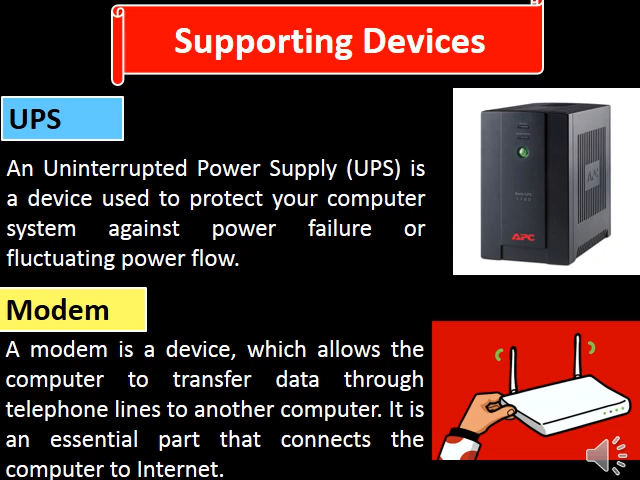 Supporting Devices
UPS
An Uninterrupted Power Supply (UPS) is
a device used to protect your computer
system against power failure or
fluctuating power flow.
APC
APC
Modem
A modem is a device, which allows the
computer to transfer data through
telephone lines to another computer. It is
an essential part that connects the
computer to Internet.